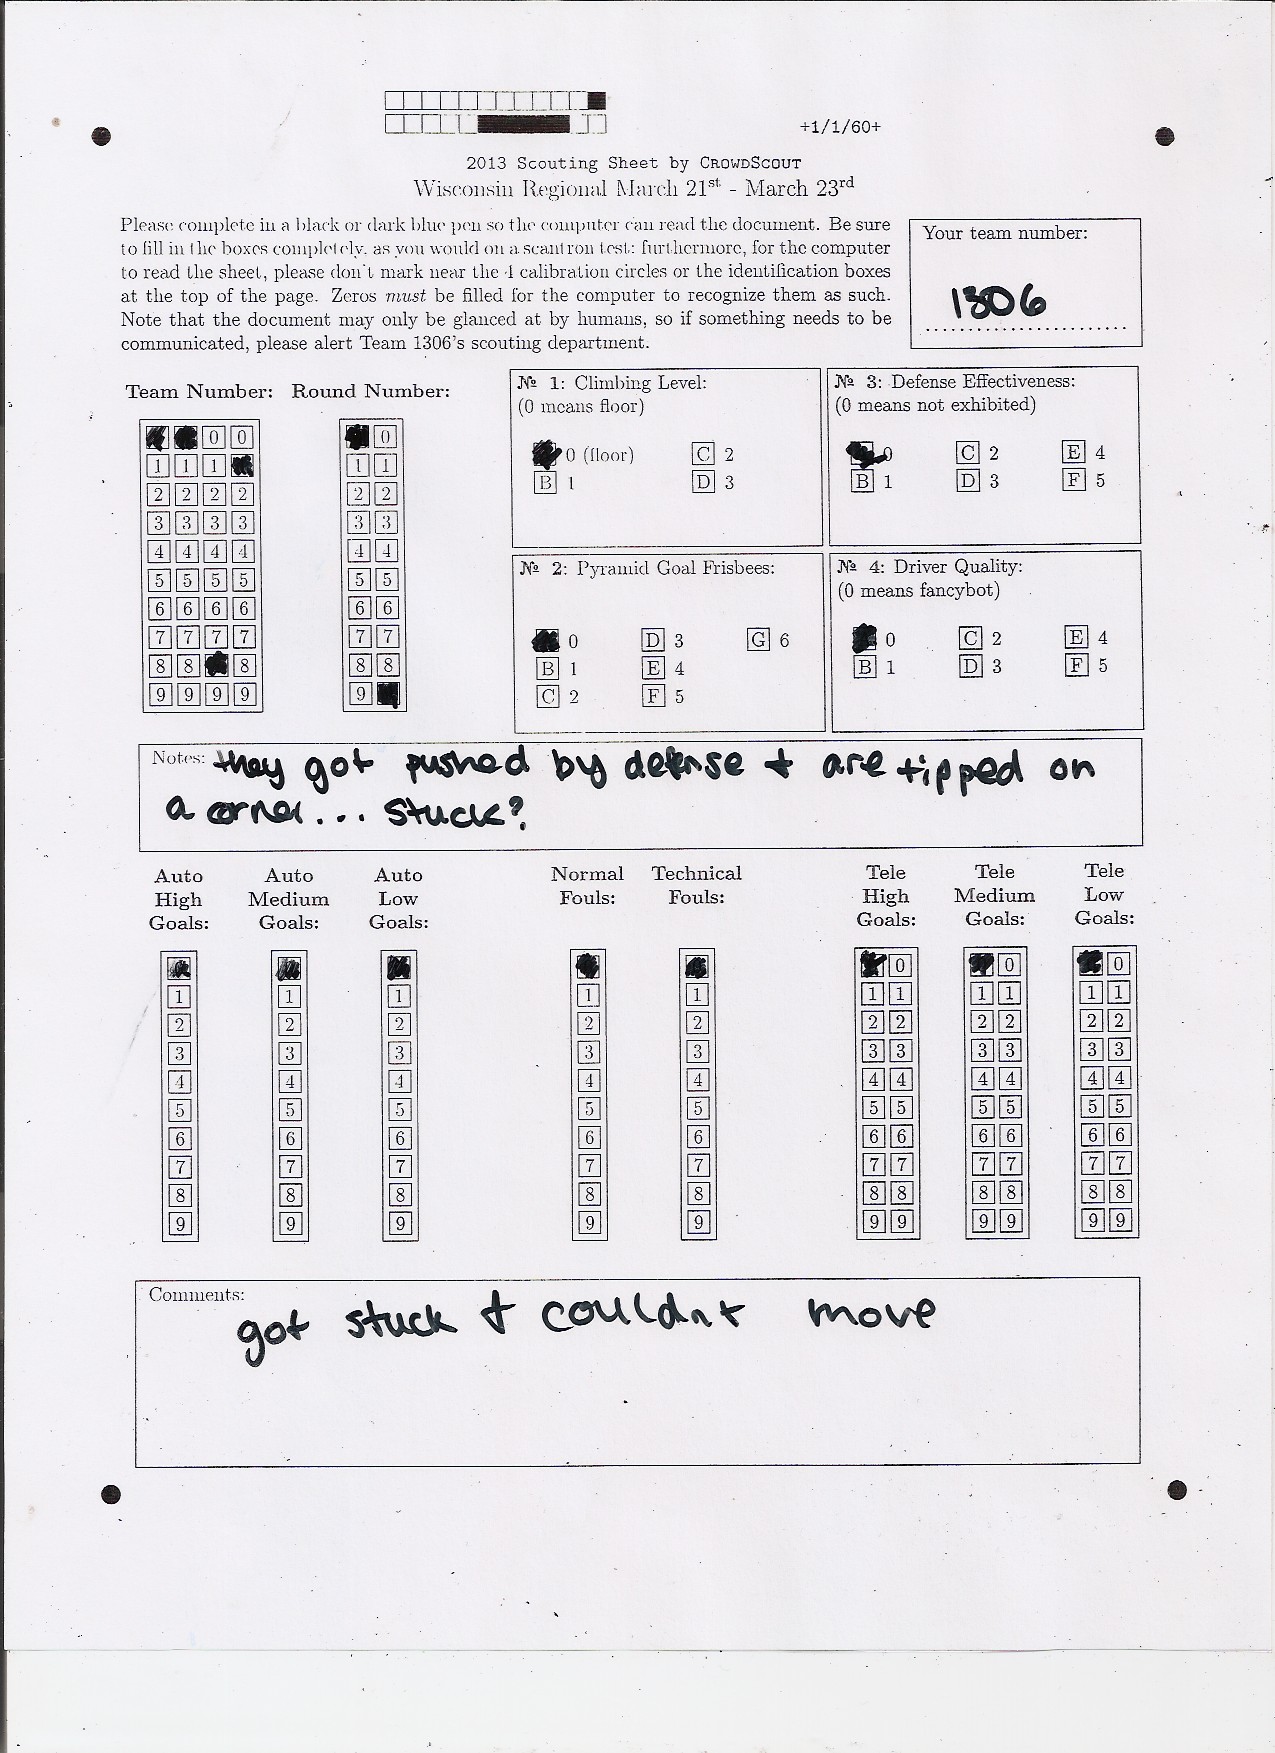 +1/1/60+
2013 Scouting Sheet by CrowdScout
Wisconsin Regional March 21st - March 23rd
Please complete in a black or dark blue pen so the computer can read the document. Be sure
to fill in the boxes completely, as you would on a scantron test; furthermore, for the computer
to read the sheet, please don't mark near the 4 calibration circles or the identification boxes
at the top of the page. Zeros must be filled for the computer to recognize them as such.
Note that the document may only be glanced at by humans, so if something needs to be
communicated, please alert Team 1306's scouting department.
Your team number:
1306
Team Number: Round Number:
0 0 0
1 1 1 1 1
2 2 2 2 2 2
3 3 3 3 3 3
4 4 4 4 4 4
5 5 5 5 5 5
6 6 6 6 6 6
7 7 7 7 7 7
8 8 8 8 8
9 9 9 9 9
№ 1: Climbing Level:
(0 means floor)
0 (floor) C 2
B 1 D 3
№ 3: Defense Effectiveness:
(0 means not exhibited)
0 C 2 E 4
B 1 D 3 F 5
№ 2: Pyramid Goal Frisbees:
0 D 3 G 6
B 1 E 4
C 2 F 5
№ 4: Driver Quality:
(0 means fancybot)
0 C 2 E 4
B 1 D 3 F 5
Notes: they got pushed by defense + are tipped on
a corner... stuck?
Auto High Goals: Auto Medium Goals: Auto Low Goals: Normal Fouls: Technical Fouls: Tele High Goals: Tele Medium Goals: Tele Low Goals:
0 0 0
1 1 1 1 1 1 1 1 1 1 1
2 2 2 2 2 2 2 2 2 2 2
3 3 3 3 3 3 3 3 3 3 3
4 4 4 4 4 4 4 4 4 4 4
5 5 5 5 5 5 5 5 5 5 5
6 6 6 6 6 6 6 6 6 6 6
7 7 7 7 7 7 7 7 7 7 7
8 8 8 8 8 8 8 8 8 8 8
9 9 9 9 9 9 9 9 9 9 9
Comments:
got stuck + couldnt move